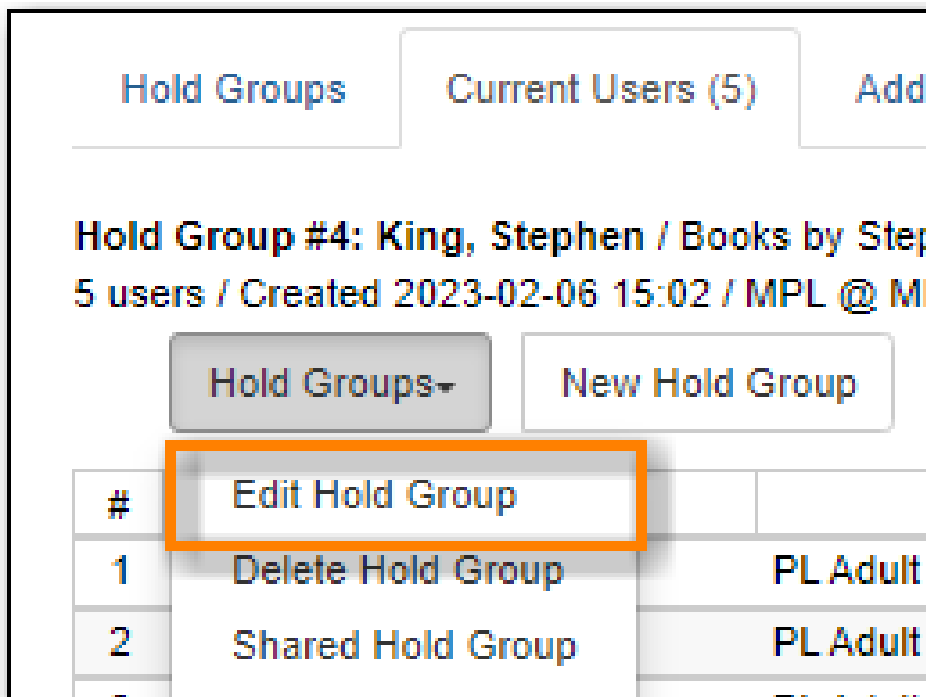 Hold Groups Current Users (5) Add
Hold Group #4: King, Stephen / Books by Step
5 users / Created 2023-02-06 15:02 / MPL @ M
Hold Groups New Hold Group
# Edit Hold Group
1 Delete Hold Group PL Adult
2 Shared Hold Group PL Adult